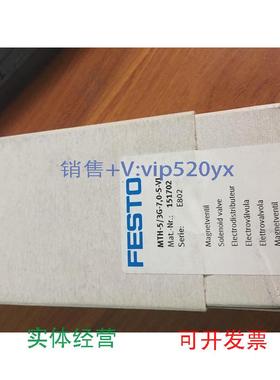 销售+V:vip520yx
FESTO
MTH-5/3G-7,0-S-VI
Mat.-Nr.: 151702
Serie: E802
Magnetventil
Solenoid valve
Electrodistributeur
Electroválvula
Elettrovalvola
Magnetventil
实体经营
可开发票